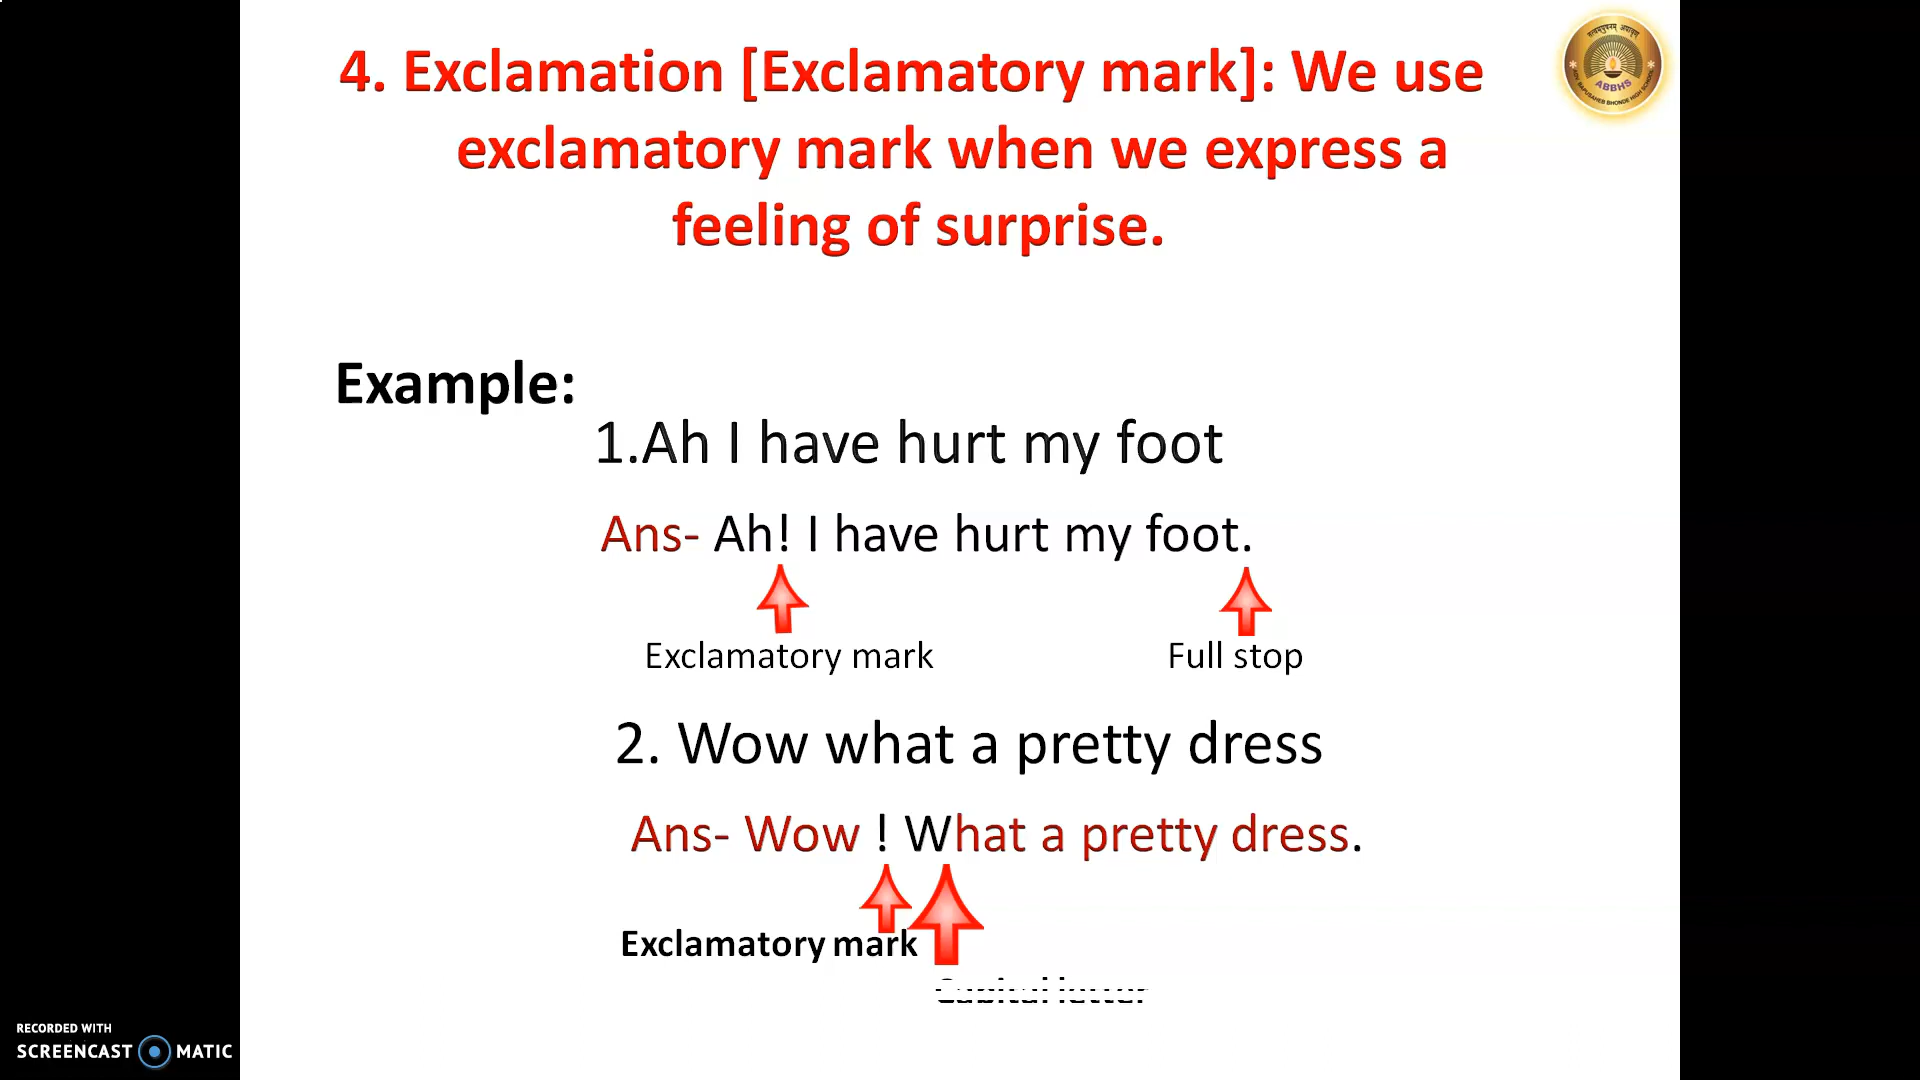 4. Exclamation [Exclamatory mark]: We use
exclamatory mark when we express a
feeling of surprise.
Example:
1.Ah I have hurt my foot
Ans- Ah! I have hurt my foot.
Exclamatory mark Full stop
2. Wow what a pretty dress
Ans- Wow ! What a pretty dress.
Exclamatory mark
Capital letter
ABBHS
RECORDED WITH
SCREENCAST MATIC